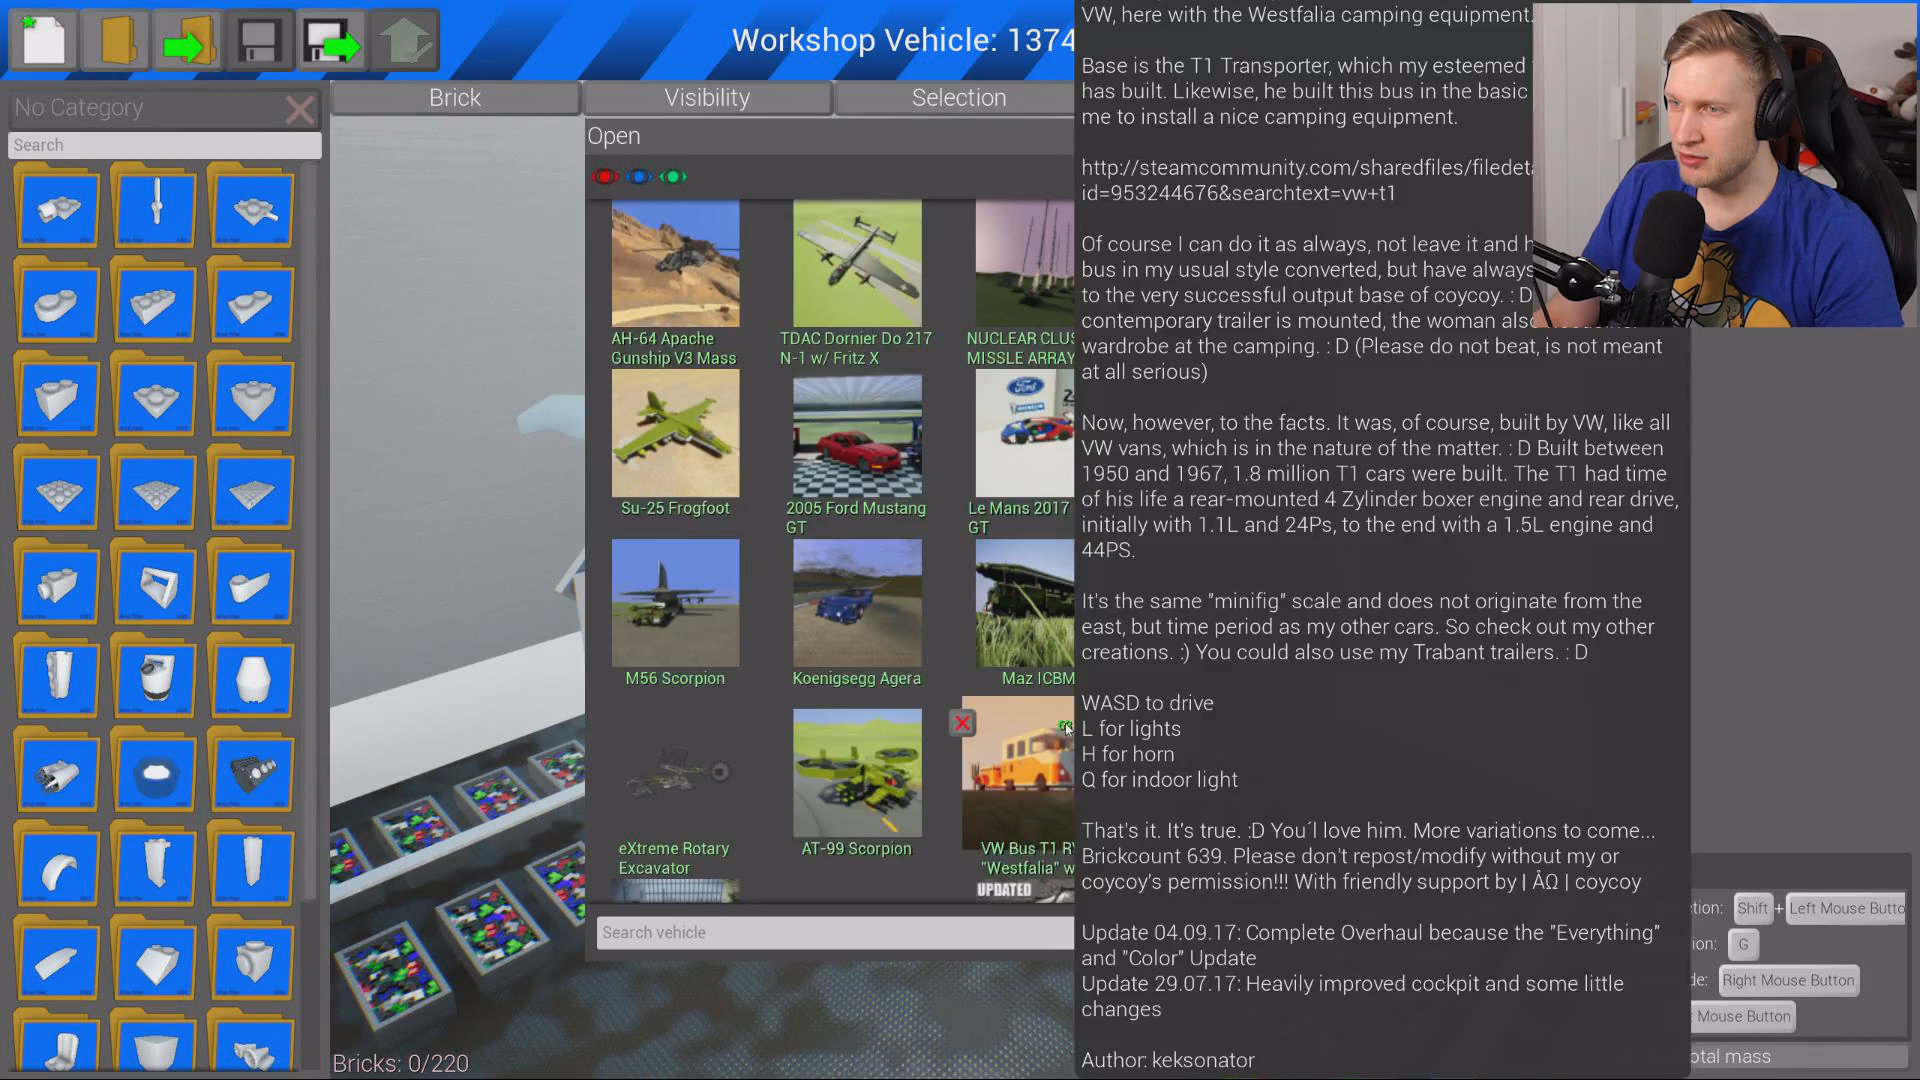 Workshop Vehicle: 1374
No Category
Search
Brick
Visibility
Selection
Open
AH-64 Apache
Gunship V3 Mass
TDAC Dornier Do 217
N-1 w/ Fritz X
NUCLEAR CLUS
MISSLE ARRAY
Su-25 Frogfoot
2005 Ford Mustang
GT
Ford
Le Mans 2017
GT
M56 Scorpion
Koenigsegg Agera
Maz ICBM
eXtreme Rotary
Excavator
AT-99 Scorpion
VW Bus T1 RV
"Westfalia" w
UPDATED
Search vehicle
Bricks: 0/220
VW, here with the Westfalia camping equipment.
Base is the T1 Transporter, which my esteemed
has built. Likewise, he built this bus in the basic
me to install a nice camping equipment.
http://steamcommunity.com/sharedfiles/filedeta
id=953244676&searchtext=vw+t1
Of course I can do it as always, not leave it and h
bus in my usual style converted, but have always
to the very successful output base of coycoy. : D
contemporary trailer is mounted, the woman also
wardrobe at the camping. : D (Please do not beat, is not meant
at all serious)
Now, however, to the facts. It was, of course, built by VW, like all
VW vans, which is in the nature of the matter. : D Built between
1950 and 1967, 1.8 million T1 cars were built. The T1 had time
of his life a rear-mounted 4 Zylinder boxer engine and rear drive,
initially with 1.1L and 24Ps, to the end with a 1.5L engine and
44PS.
It's the same "minifig" scale and does not originate from the
east, but time period as my other cars. So check out my other
creations. :) You could also use my Trabant trailers. : D
WASD to drive
L for lights
H for horn
Q for indoor light
That's it. It's true. :D You´l love him. More variations to come...
Brickcount 639. Please don't repost/modify without my or
coycoy's permission!!! With friendly support by | ÅΩ | coycoy
Update 04.09.17: Complete Overhaul because the "Everything"
and "Color" Update
Update 29.07.17: Heavily improved cockpit and some little
changes
Author: keksonator
ction: Shift + Left Mouse Butto
ion: G
de: Right Mouse Button
t Mouse Button
otal mass